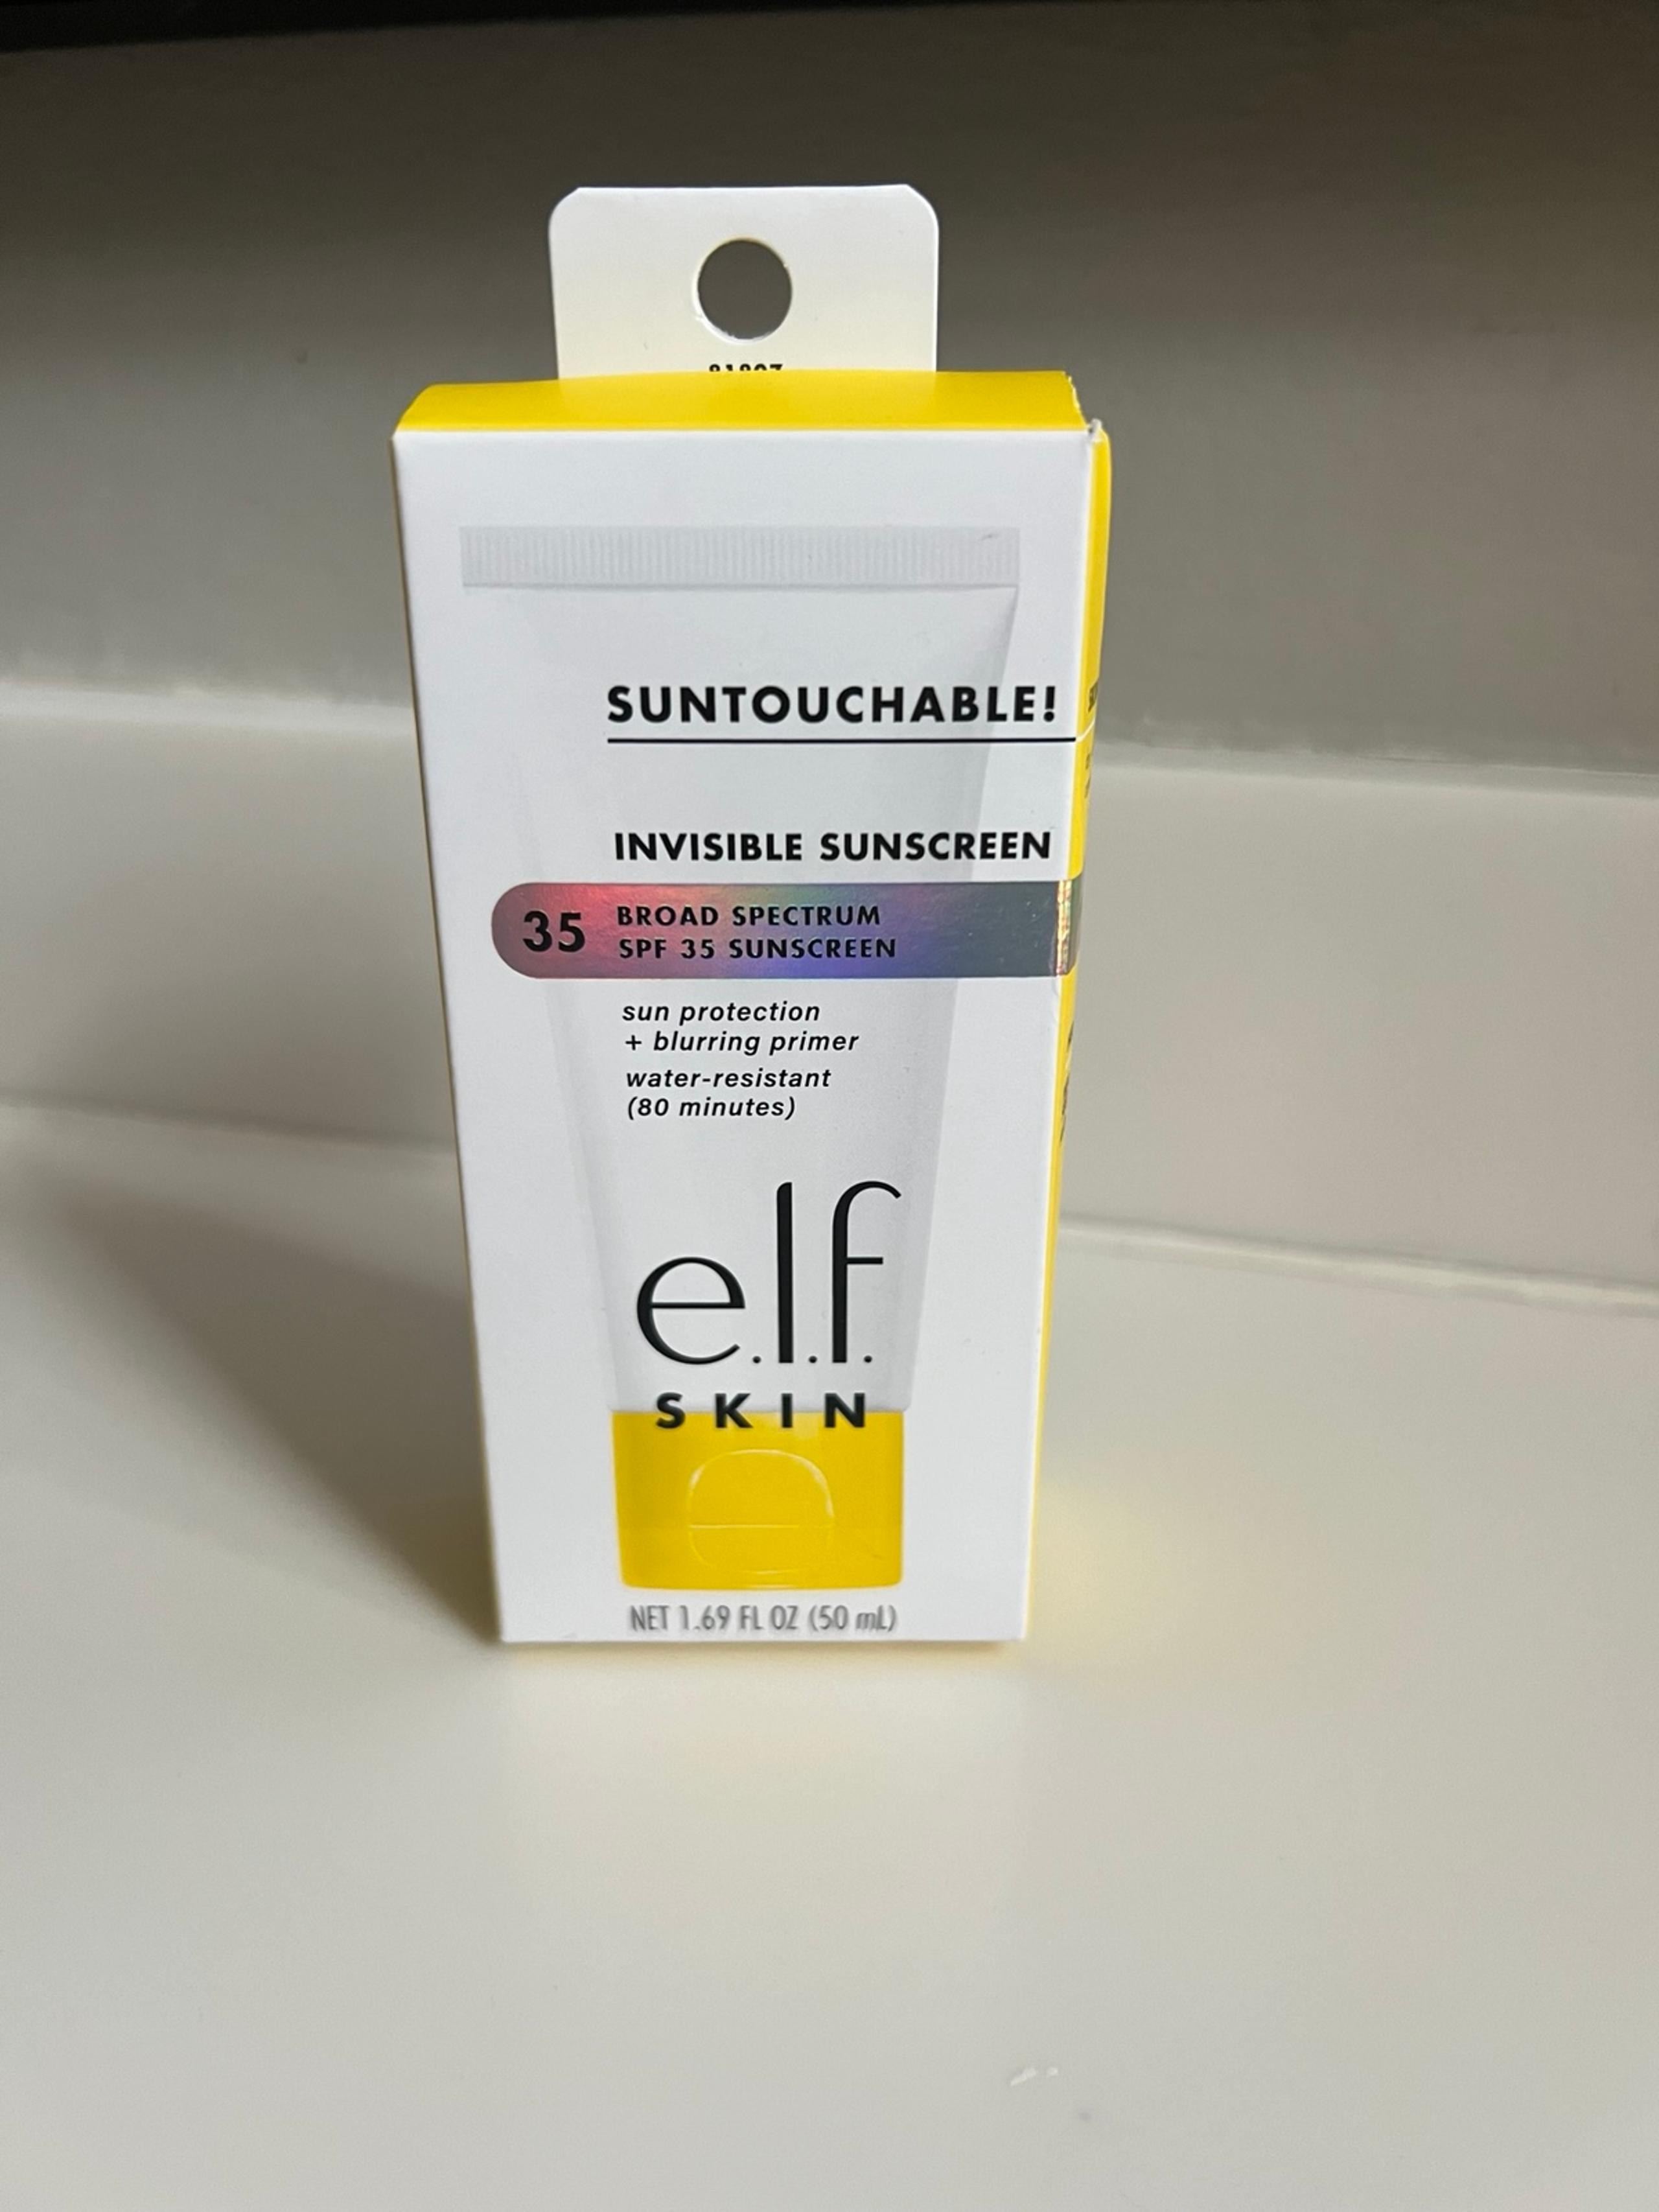 SUNTOUCHABLE!
INVISIBLE SUNSCREEN
35
BROAD SPECTRUM
SPF 35 SUNSCREEN
sun protection
+ blurring primer
water-resistant
(80 minutes)
e.l.f.
SKIN
NET 1.69 FL OZ (50 mL)